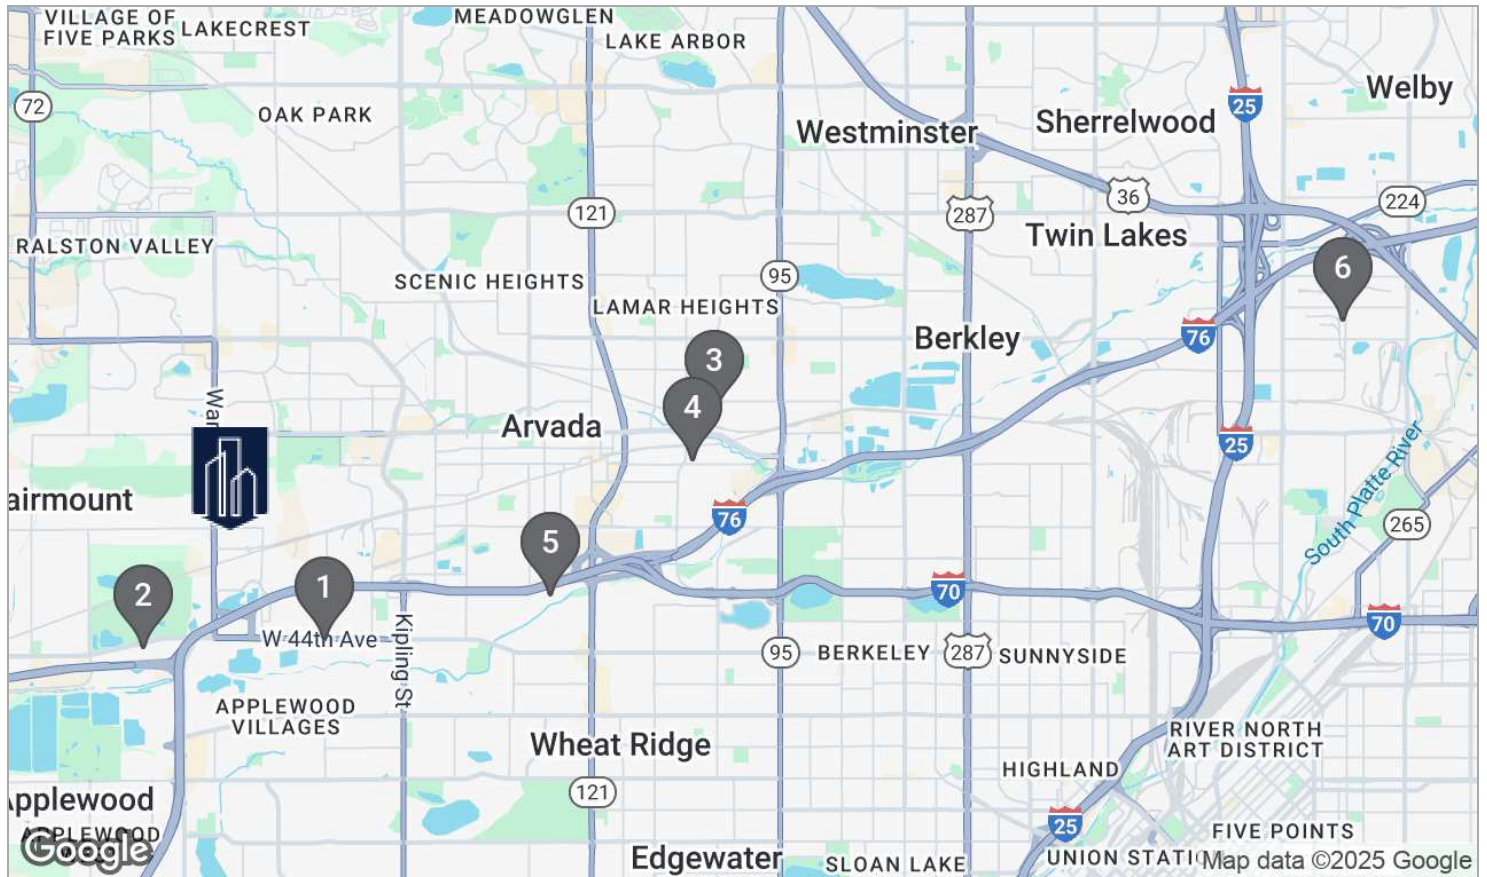 VILLAGE OF
FIVE PARKS
LAKECREST
MEADOWGLEN
LAKE ARBOR
Welby
72
OAK PARK
25
Westminster
Sherrelwood
36
224
121
287
Twin Lakes
RALSTON VALLEY
SCENIC HEIGHTS
95
6
LAMAR HEIGHTS
Berkley
76
3
4
Arvada
War
25
South Platte River
airmount
76
265
5
1
2
70
70
W 44th Ave
Kipling St
95
BERKELEY
287
SUNNYSIDE
APPLEWOOD
VILLAGES
Wheat Ridge
RIVER NORTH
ART DISTRICT
HIGHLAND
121
Applewood
25
FIVE POINTS
APPLEWOOD
Google
Edgewater
SLOAN LAKE
UNION STATIO
Map data ©2025 Google